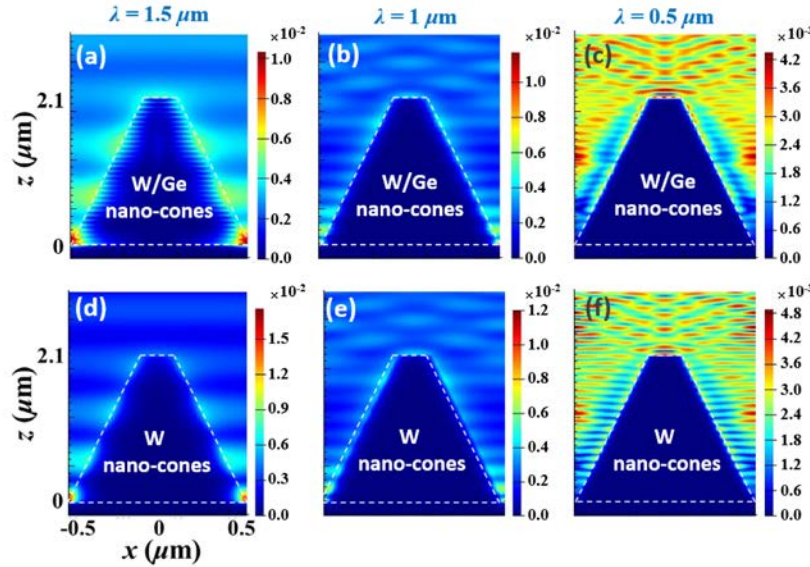 λ = 1.5 μm λ = 1 μm λ = 0.5 μm
(a) (b) (c)
×10⁻² ×10⁻² ×10⁻³
z (μm)
2.1
0
W/Ge
nano-cones
W/Ge
nano-cones
W/Ge
nano-cones
1.0
0.8
0.6
0.4
0.2
0.0
1.0
0.8
0.6
0.4
0.2
0.0
4.2
3.6
3.0
2.4
1.8
1.2
0.6
0.0
(d) (e) (f)
×10⁻² ×10⁻² ×10⁻³
z (μm)
2.1
0
W
nano-cones
W
nano-cones
W
nano-cones
1.5
1.2
0.9
0.6
0.3
0.0
1.2
1.0
0.8
0.6
0.4
0.2
0.0
4.8
4.2
3.6
3.0
2.4
1.8
1.2
0.6
0.0
-0.5 0 0.5
x (μm)